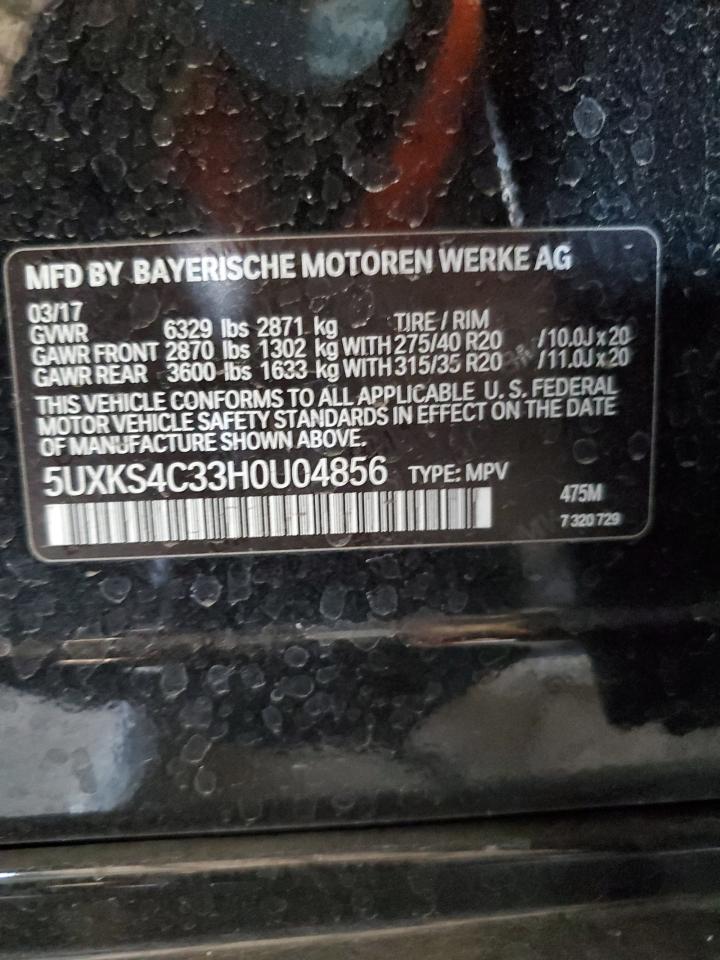 MFD BY BAYERISCHE MOTOREN WERKE AG
03/17 TIRE / RIM
GVWR 6329 lbs 2871 kg
GAWR FRONT 2870 lbs 1302 kg WITH 275/40 R20 /10.0J x 20
GAWR REAR 3600 lbs 1633 kg WITH 315/35 R20 /11.0J x 20
THIS VEHICLE CONFORMS TO ALL APPLICABLE U. S. FEDERAL
MOTOR VEHICLE SAFETY STANDARDS IN EFFECT ON THE DATE
OF MANUFACTURE SHOWN ABOVE.
5UXKS4C33H0U04856 TYPE: MPV
475M
7 320 729